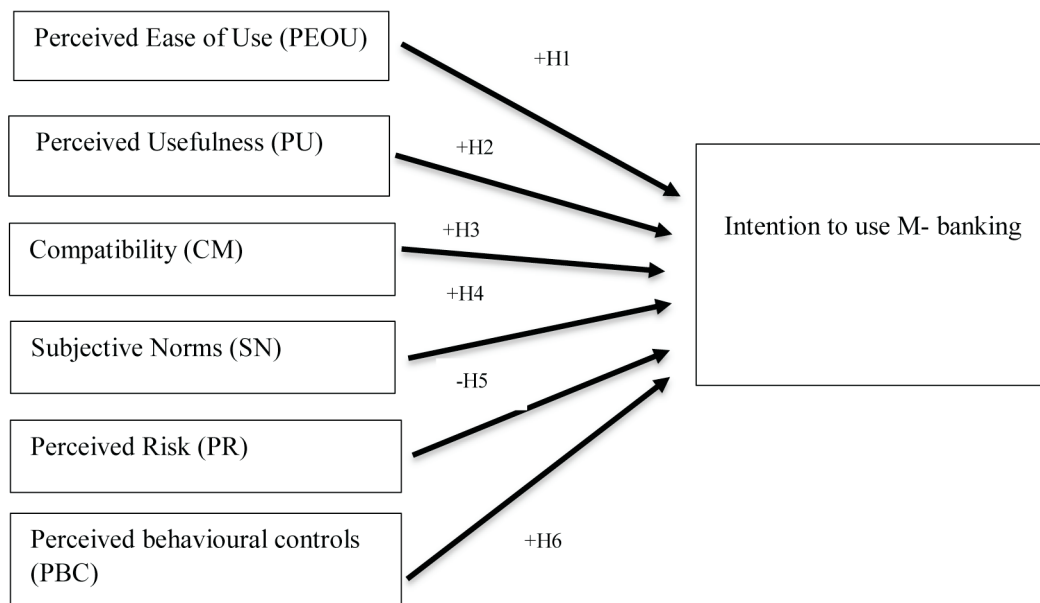 Perceived Ease of Use (PEOU)
+H1
Perceived Usefulness (PU)
+H2
Compatibility (CM)
+H3
Intention to use M- banking
+H4
Subjective Norms (SN)
-H5
Perceived Risk (PR)
Perceived behavioural controls
(PBC)
+H6